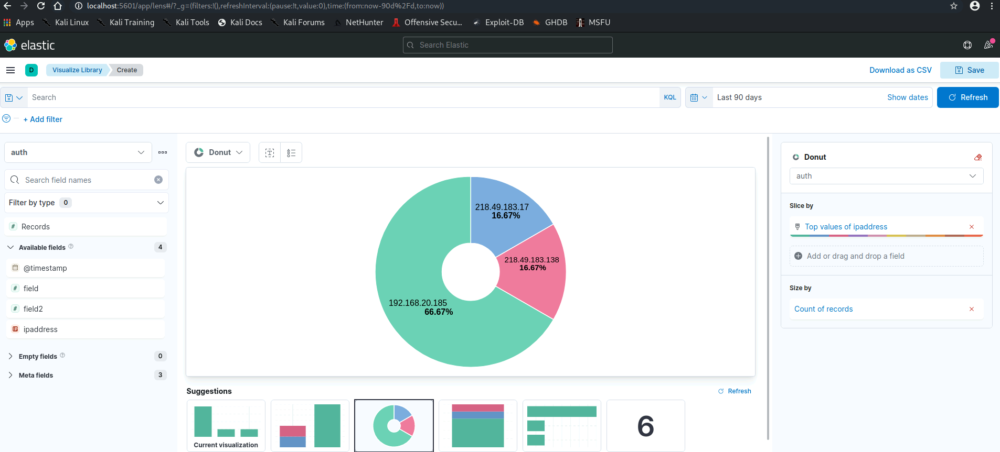 localhost:5601/app/lens#/?_g=(filters:!(),refreshInterval:(pause:!t,value:0),time:(from:now-90d%2Fd,to:now))
Apps Kali Linux Kali Training Kali Tools Kali Docs Kali Forums NetHunter Offensive Secu... Exploit-DB GHDB MSFU
elastic Search Elastic
D Visualize Library Create Download as CSV Save
Search KQL Last 90 days Show dates Refresh
+ Add filter
auth
Search field names
Filter by type 0
Records
Available fields 4
@timestamp
field
field2
ipaddress
Empty fields 0
Meta fields 3
Donut
218.49.183.17
16.67%
218.49.183.138
16.67%
192.168.20.185
66.67%
Suggestions Refresh
Current visualization
6
Donut
auth
Slice by
Top values of ipaddress
Add or drag and drop a field
Size by
Count of records